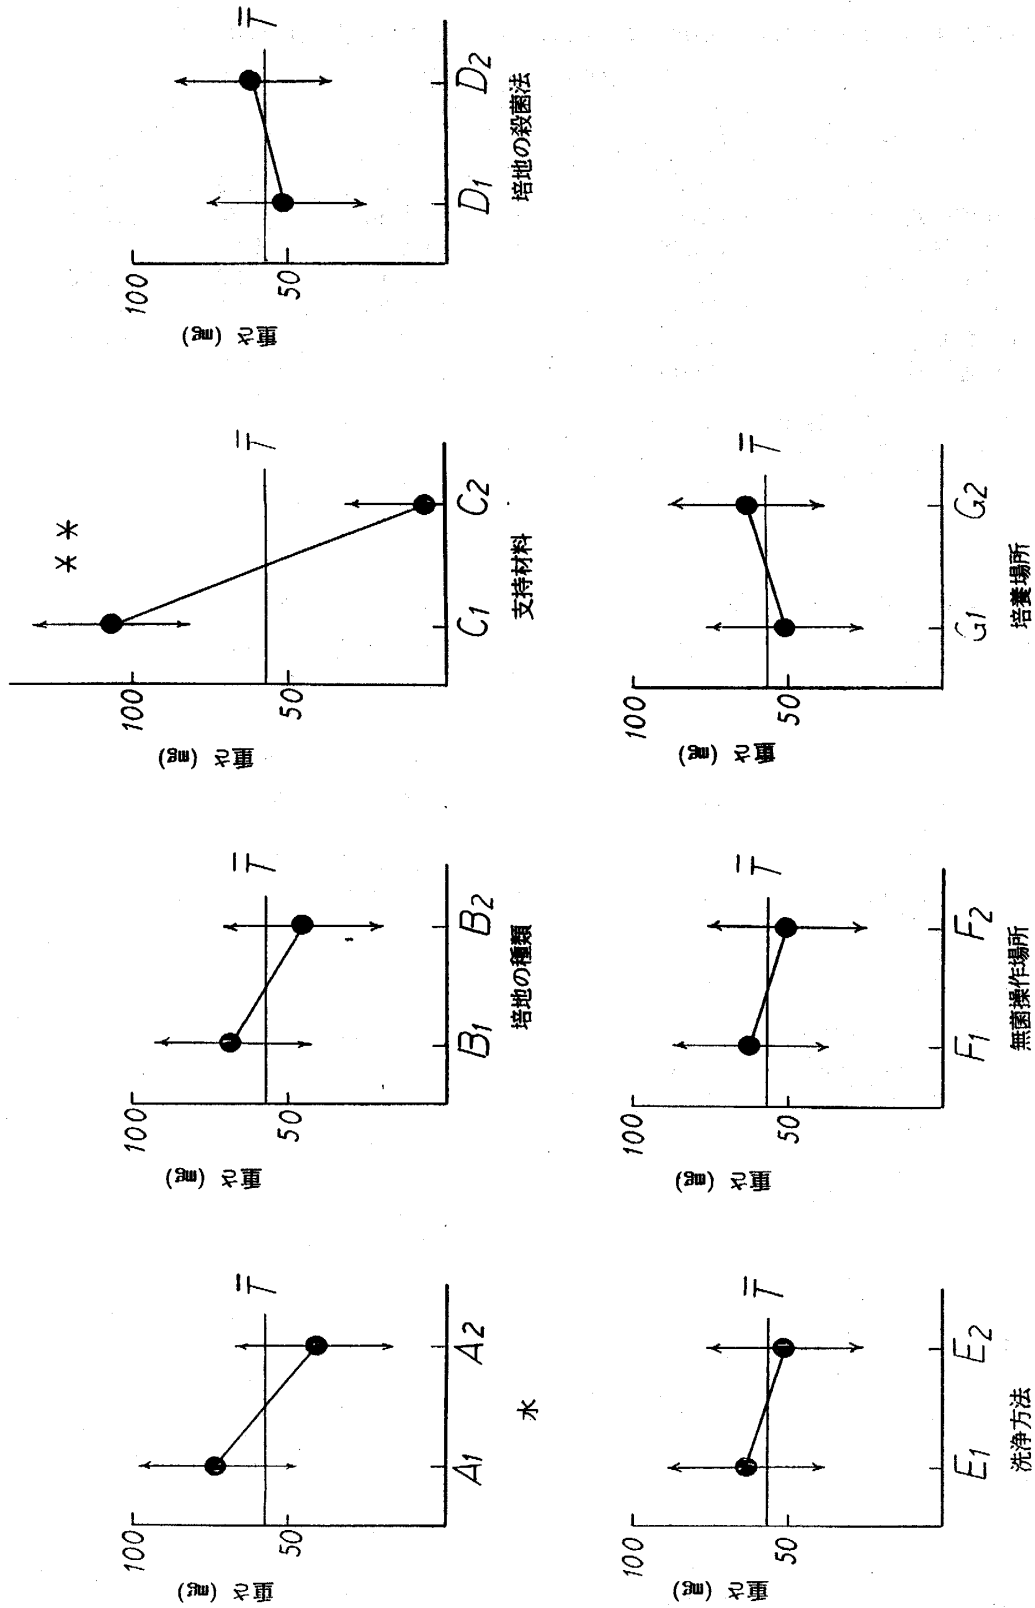 重さ (mg)
100
50
T̅
A1
A2
水
重さ (mg)
100
50
T̅
B1
B2
培地の種類
重さ (mg)
100
50
**
T̅
C1
C2
支持材料
重さ (mg)
100
50
T̅
D1
D2
培地の殺菌法
重さ (mg)
100
50
T̅
E1
E2
洗浄方法
重さ (mg)
100
50
T̅
F1
F2
無菌操作場所
重さ (mg)
100
50
T̅
G1
G2
培養場所